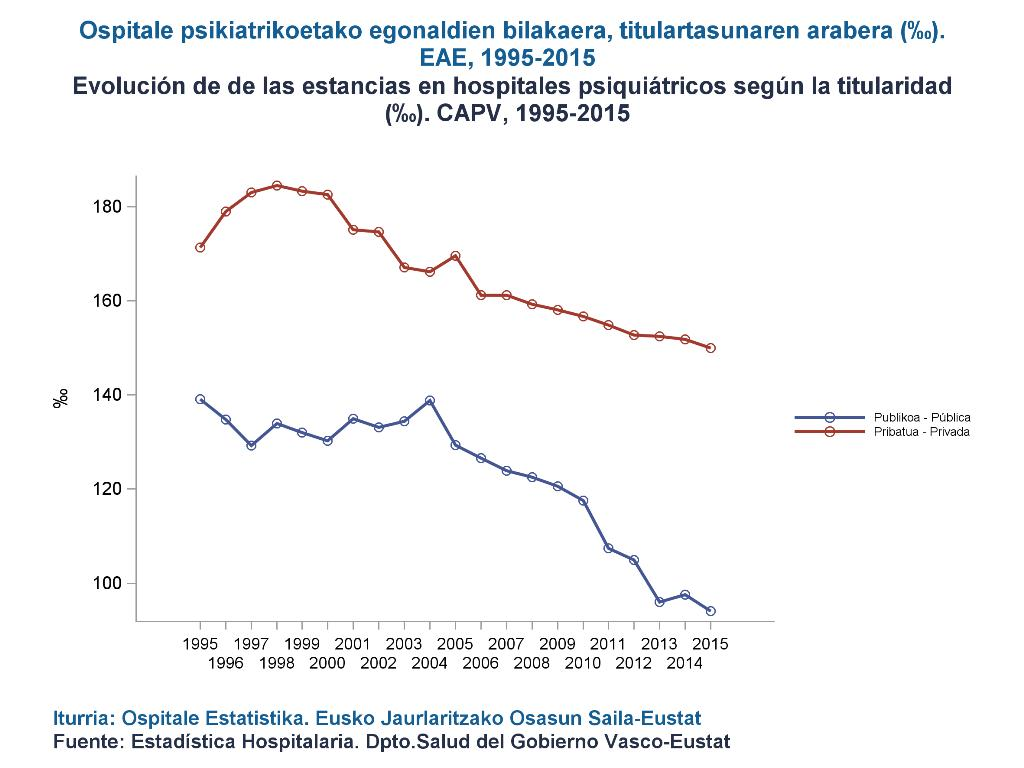 Ospitale psikiatrikoetako egonaldien bilakaera, titulartasunaren arabera (‰).
EAE, 1995-2015
Evolución de de las estancias en hospitales psiquiátricos según la titularidad
(‰). CAPV, 1995-2015
180
160
140
120
100
‰
Publikoa - Pública
Pribatua - Privada
1995 1997 1999 2001 2003 2005 2007 2009 2011 2013 2015
1996 1998 2000 2002 2004 2006 2008 2010 2012 2014
Iturria: Ospitale Estatistika. Eusko Jaurlaritzako Osasun Saila-Eustat
Fuente: Estadística Hospitalaria. Dpto.Salud del Gobierno Vasco-Eustat